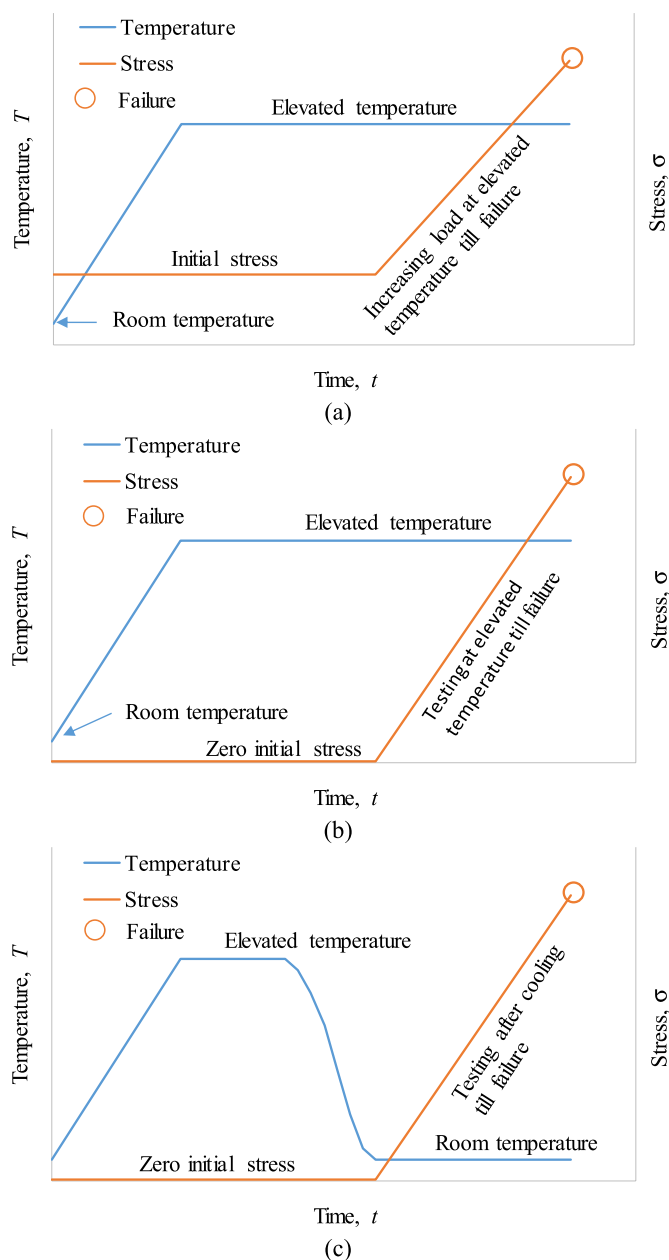 Temperature
Stress
Failure
Elevated temperature
Initial stress
Room temperature
Increasing load at elevated
temperature till failure
Temperature, T
Stress, σ
Time, t
(a)
Temperature
Stress
Failure
Elevated temperature
Room temperature
Zero initial stress
Testing at elevated
temperature till failure
Temperature, T
Stress, σ
Time, t
(b)
Temperature
Stress
Failure
Elevated temperature
Testing after cooling
till failure
Room temperature
Zero initial stress
Temperature, T
Stress, σ
Time, t
(c)